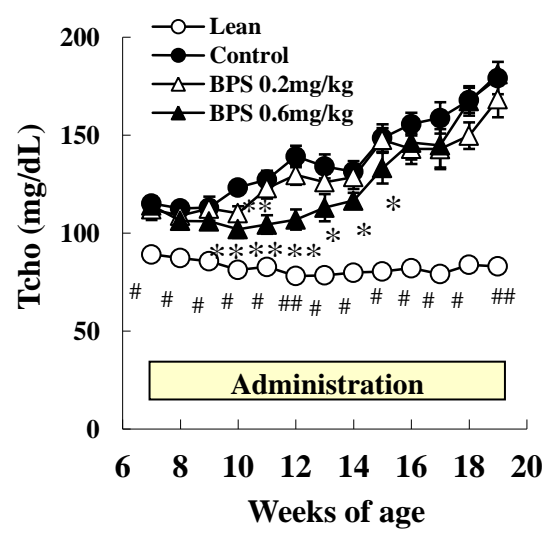 Lean
Control
BPS 0.2mg/kg
BPS 0.6mg/kg
Tcho (mg/dL)
200
150
100
50
0
**
** ** ** * * *
# # # # # ## # # # # # # ##
Administration
6 8 10 12 14 16 18 20
Weeks of age